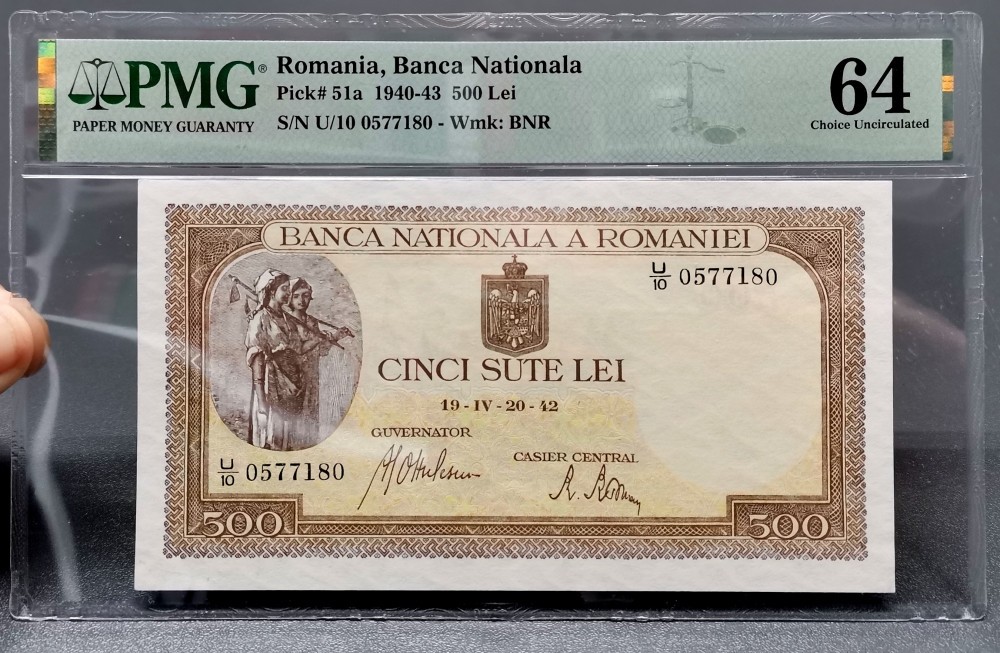 PMG®
PAPER MONEY GUARANTY
Romania, Banca Nationala
Pick# 51a 1940-43 500 Lei
S/N U/10 0577180 - Wmk: BNR
64
Choice Uncirculated
BANCA NATIONALA A ROMANIEI
U/10 0577180
CINCI SUTE LEI
19-IV-20-42
GUVERNATOR
CASIER CENTRAL
U/10 0577180
500
500